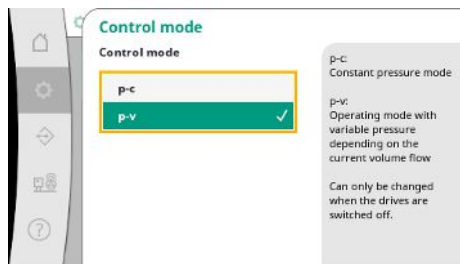 Control mode
Control mode
p-c
p-v
p-c:
Constant pressure mode
p-v:
Operating mode with
variable pressure
depending on the
current volume flow
Can only be changed
when the drives are
switched off.